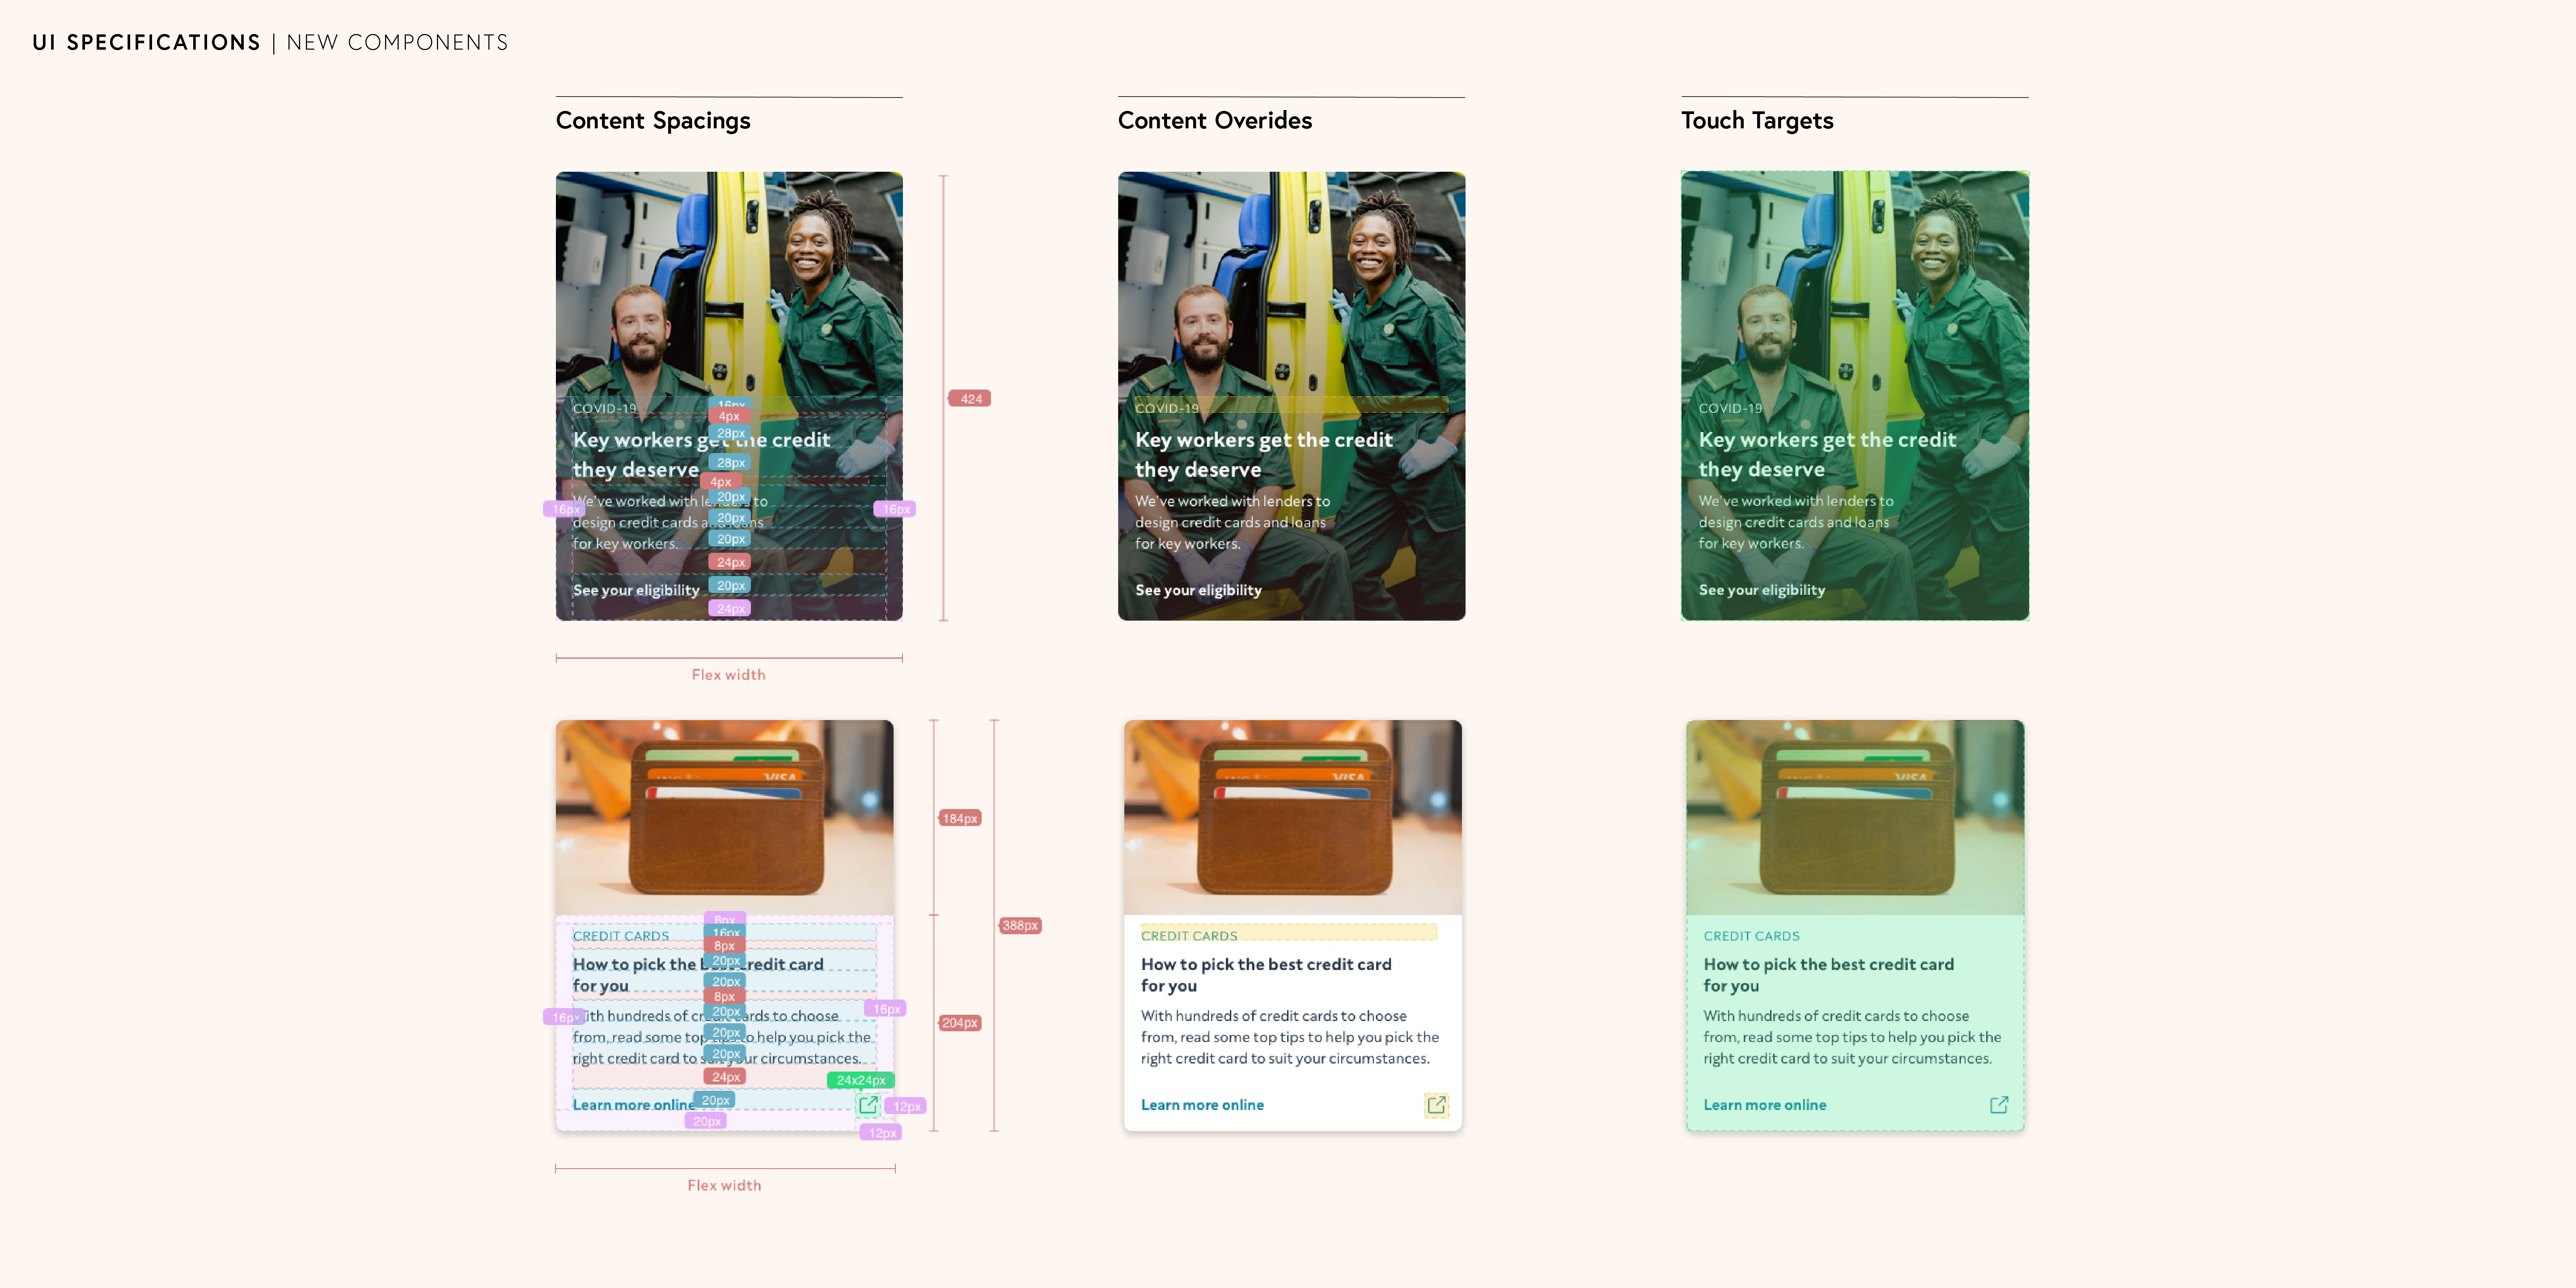 UI SPECIFICATIONS | NEW COMPONENTS
Content Spacings
Content Overides
Touch Targets
COVID-19
Key workers get the credit
they deserve
We've worked with lenders to
design credit cards and loans
for key workers.
See your eligibility
16px
4px
28px
28px
4px
20px
20px
20px
24px
20px
24px
16px
16px
424
Flex width
COVID-19
Key workers get the credit
they deserve
We've worked with lenders to
design credit cards and loans
for key workers.
See your eligibility
COVID-19
Key workers get the credit
they deserve
We've worked with lenders to
design credit cards and loans
for key workers.
See your eligibility
VISA
CREDIT CARDS
How to pick the best credit card
for you
With hundreds of credit cards to choose
from, read some top tips to help you pick the
right credit card to suit your circumstances.
Learn more online
8px
16px
8px
20px
20px
8px
20px
20px
20px
24px
20px
20px
16px
16px
24x24px
12px
12px
184px
204px
388px
Flex width
VISA
CREDIT CARDS
How to pick the best credit card
for you
With hundreds of credit cards to choose
from, read some top tips to help you pick the
right credit card to suit your circumstances.
Learn more online
VISA
CREDIT CARDS
How to pick the best credit card
for you
With hundreds of credit cards to choose
from, read some top tips to help you pick the
right credit card to suit your circumstances.
Learn more online